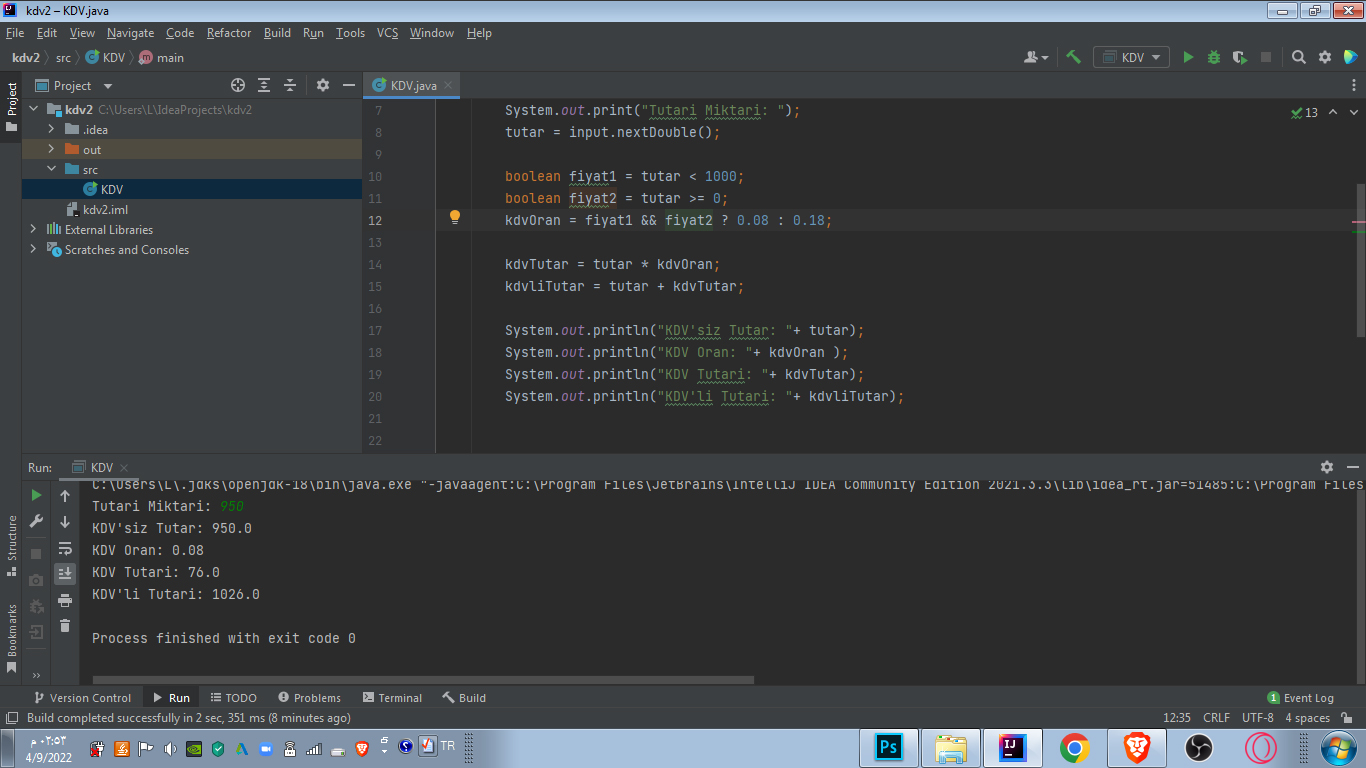 kdv2 – KDV.java
File Edit View Navigate Code Refactor Build Run Tools VCS Window Help
kdv2 src KDV main
KDV
Project
Project
KDV.java
kdv2 C:\Users\L\IdeaProjects\kdv2
.idea
out
src
KDV
kdv2.iml
External Libraries
Scratches and Consoles
13
7 System.out.print("Tutari Miktari: ");
8 tutar = input.nextDouble();
9
10 boolean fiyat1 = tutar < 1000;
11 boolean fiyat2 = tutar >= 0;
12 kdvOran = fiyat1 && fiyat2 ? 0.08 : 0.18;
13
14 kdvTutar = tutar * kdvOran;
15 kdvliTutar = tutar + kdvTutar;
16
17 System.out.println("KDV'siz Tutar: "+ tutar);
18 System.out.println("KDV Oran: "+ kdvOran );
19 System.out.println("KDV Tutari: "+ kdvTutar);
20 System.out.println("KDV'li Tutari: "+ kdvliTutar);
21
22
Run: KDV
C:\Users\L\.jdks\openjdk-18\bin\java.exe "-javaagent:C:\Program Files\JetBrains\IntelliJ IDEA Community Edition 2021.3.3\lib\idea_rt.jar=51485:C:\Program Files
Tutari Miktari: 950
KDV'siz Tutar: 950.0
KDV Oran: 0.08
KDV Tutari: 76.0
KDV'li Tutari: 1026.0
Process finished with exit code 0
Structure
Bookmarks
Version Control Run TODO Problems Terminal Build
1 Event Log
Build completed successfully in 2 sec, 351 ms (8 minutes ago)
12:35 CRLF UTF-8 4 spaces
٠٢:٥٣ م
4/9/2022
TR
Ps
IJ